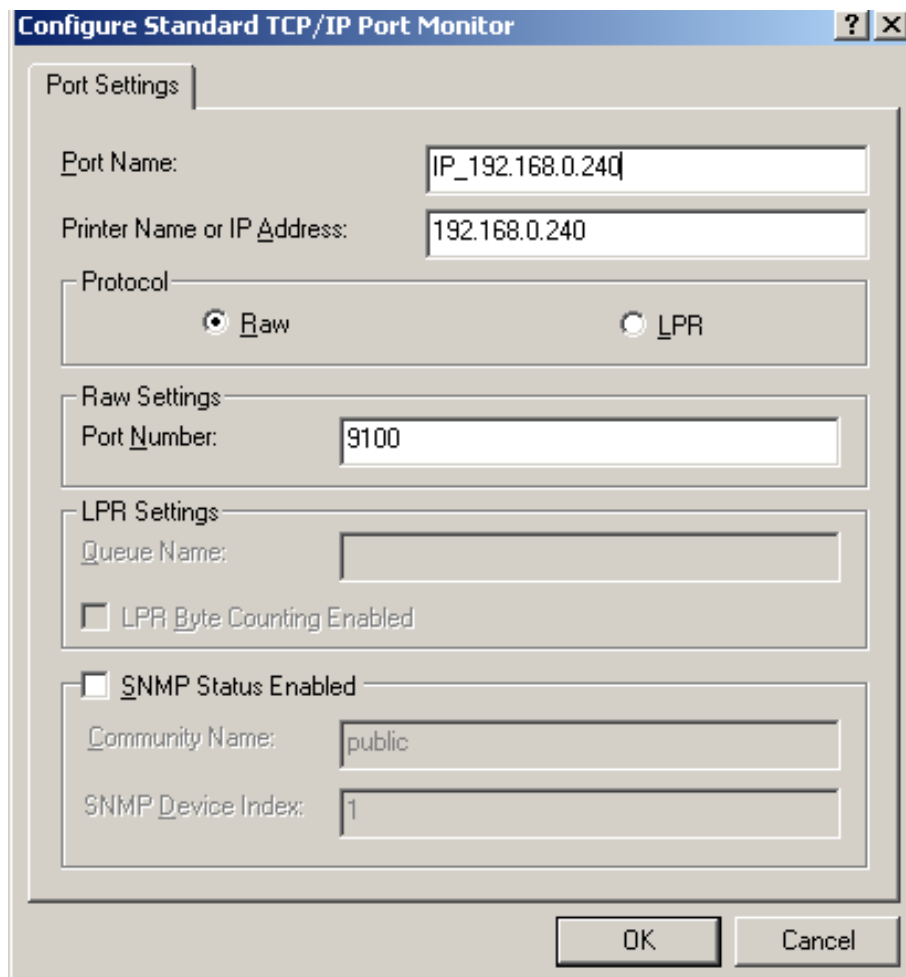 Configure Standard TCP/IP Port Monitor
Port Settings
Port Name: IP_192.168.0.240
Printer Name or IP Address: 192.168.0.240
Protocol
Raw LPR
Raw Settings
Port Number: 9100
LPR Settings
Queue Name:
LPR Byte Counting Enabled
SNMP Status Enabled
Community Name: public
SNMP Device Index: 1
OK Cancel